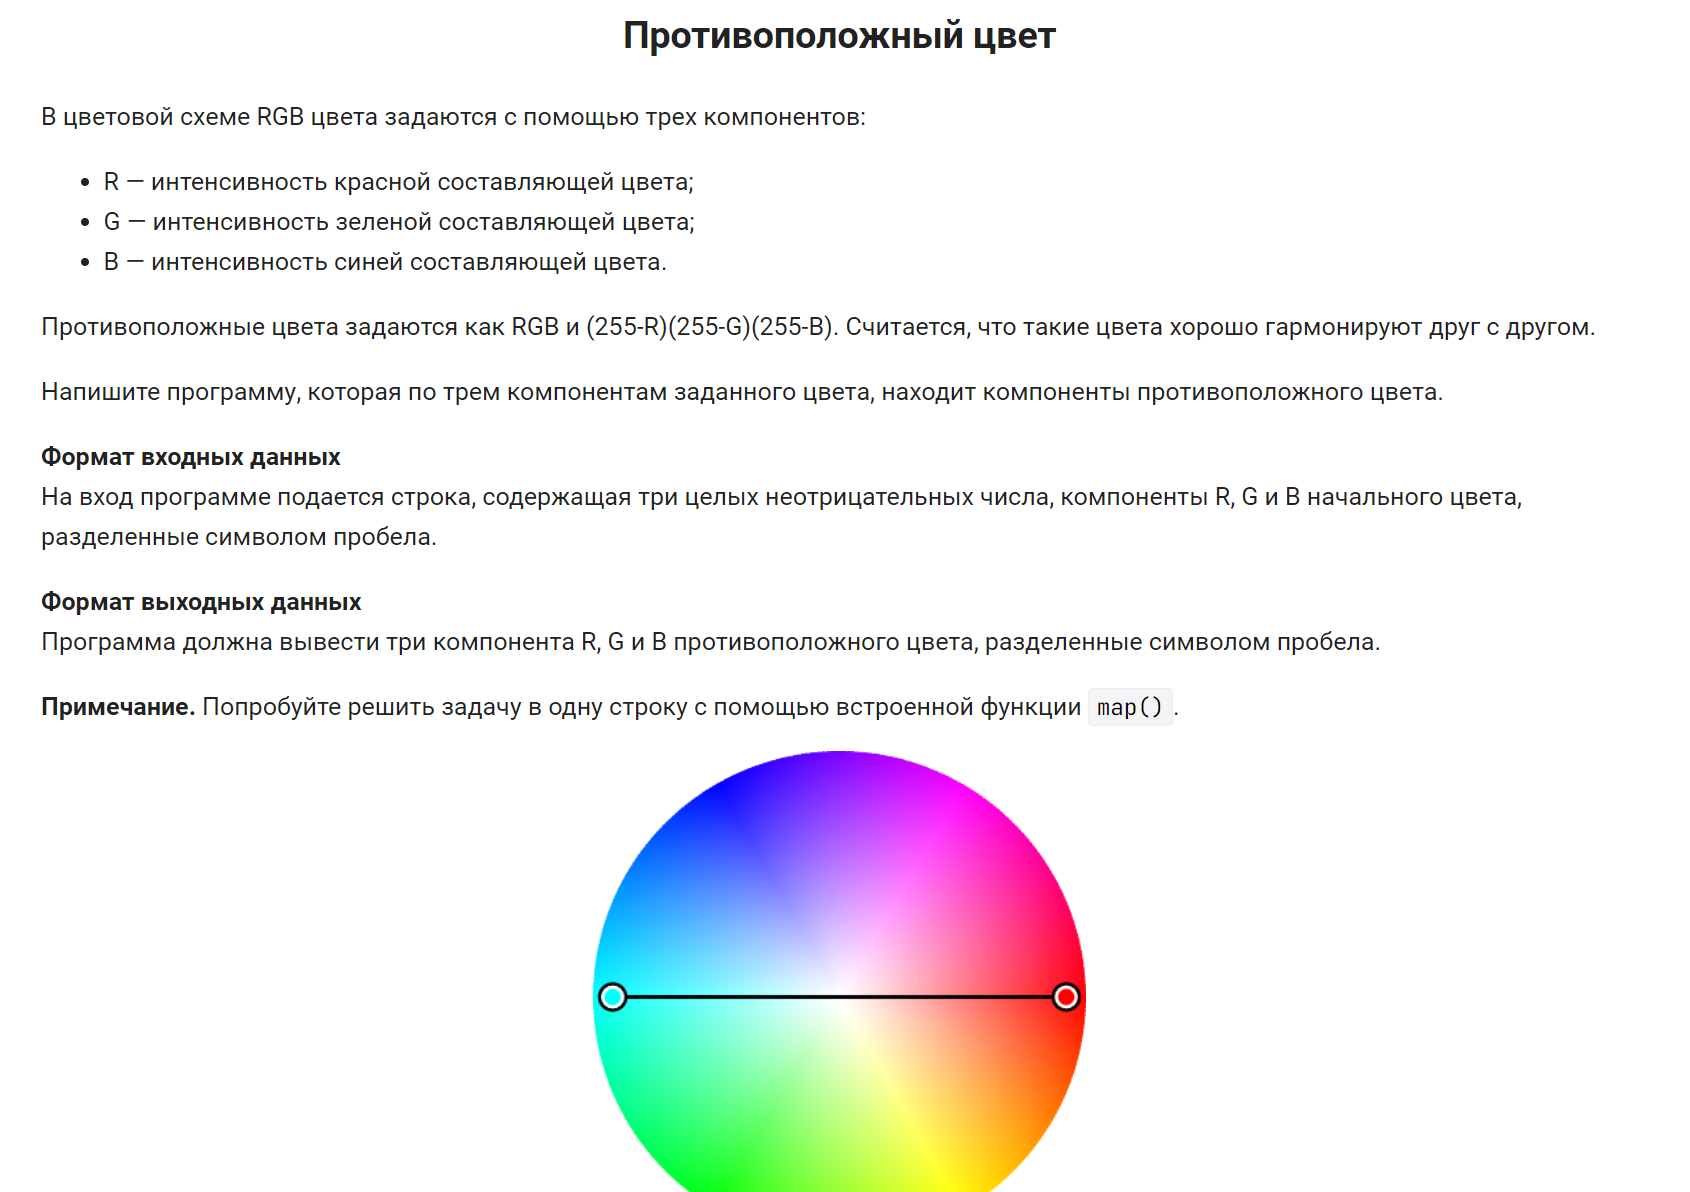 Противоположный цвет
В цветовой схеме RGB цвета задаются с помощью трех компонентов:
• R — интенсивность красной составляющей цвета;
• G — интенсивность зеленой составляющей цвета;
• B — интенсивность синей составляющей цвета.
Противоположные цвета задаются как RGB и (255-R)(255-G)(255-B). Считается, что такие цвета хорошо гармонируют друг с другом.
Напишите программу, которая по трем компонентам заданного цвета, находит компоненты противоположного цвета.
Формат входных данных
На вход программе подается строка, содержащая три целых неотрицательных числа, компоненты R, G и B начального цвета,
разделенные символом пробела.
Формат выходных данных
Программа должна вывести три компонента R, G и B противоположного цвета, разделенные символом пробела.
Примечание. Попробуйте решить задачу в одну строку с помощью встроенной функции map().